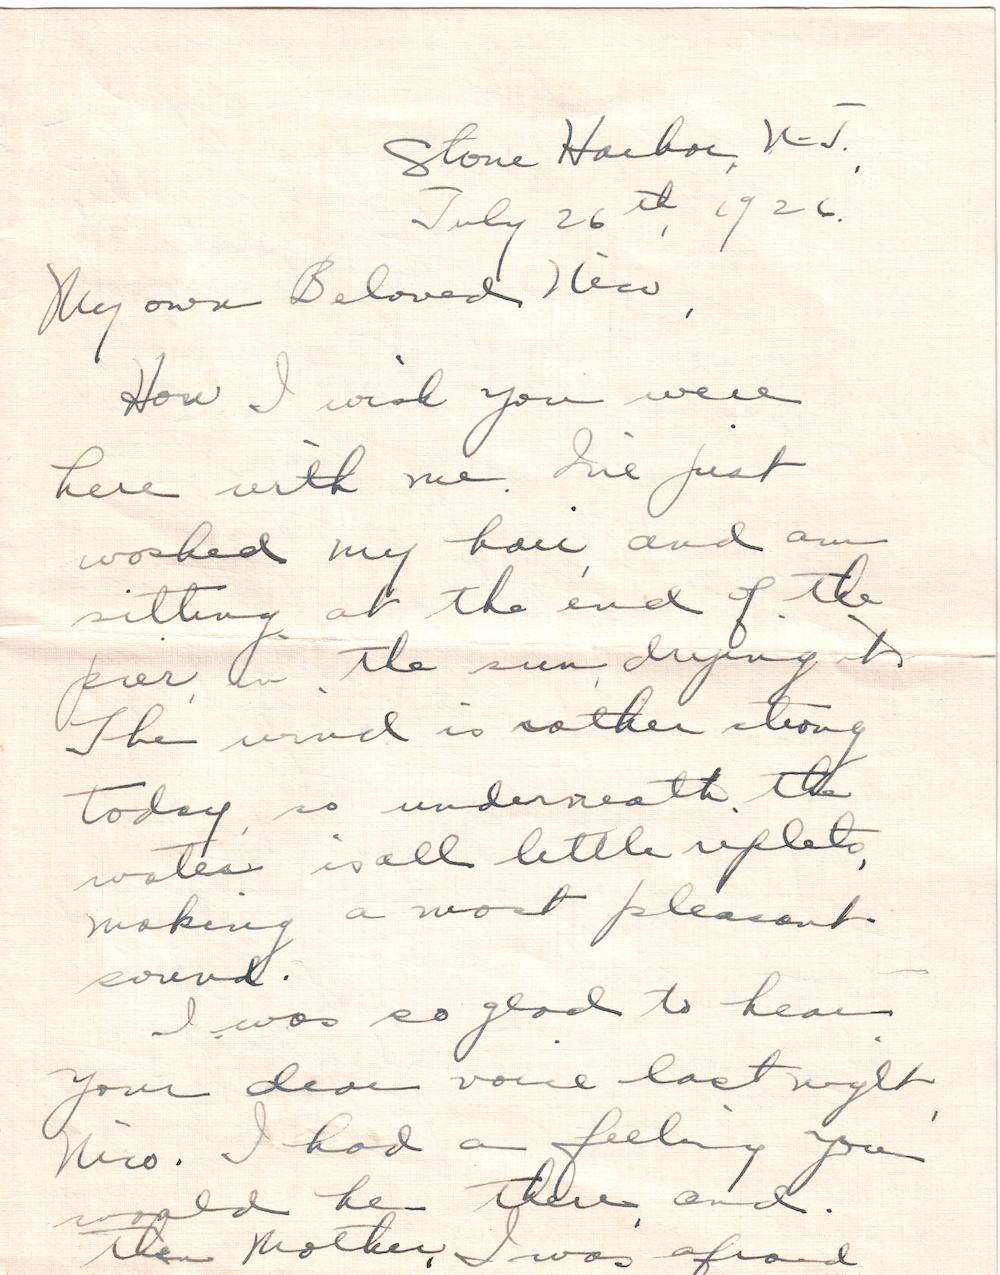 Stone Harbor, N-J.,
July 26th, 1926.
My own Beloved Nico,
How I wish you were
here with me. I've just
washed my hair, and am
sitting at the end of the
pier, in the sun, drying it.
The wind is rather strong
today, so underneath, the
water is all little riplets,
making a most pleasant
sound.
I was so glad to hear
your dear voice last night,
Nico. I had a feeling you
would be there, and
then Mother, I was afraid